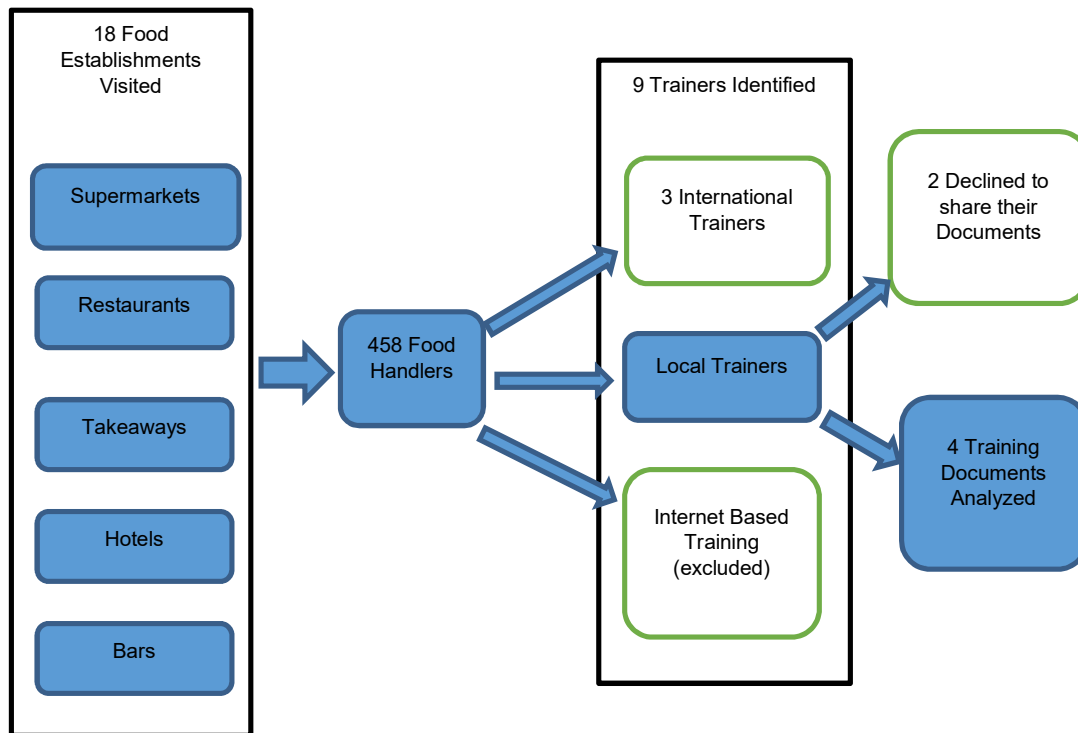 18 Food
Establishments
Visited
Supermarkets
Restaurants
Takeaways
Hotels
Bars
458 Food
Handlers
9 Trainers Identified
3 International
Trainers
Local Trainers
Internet Based
Training
(excluded)
2 Declined to
share their
Documents
4 Training
Documents
Analyzed